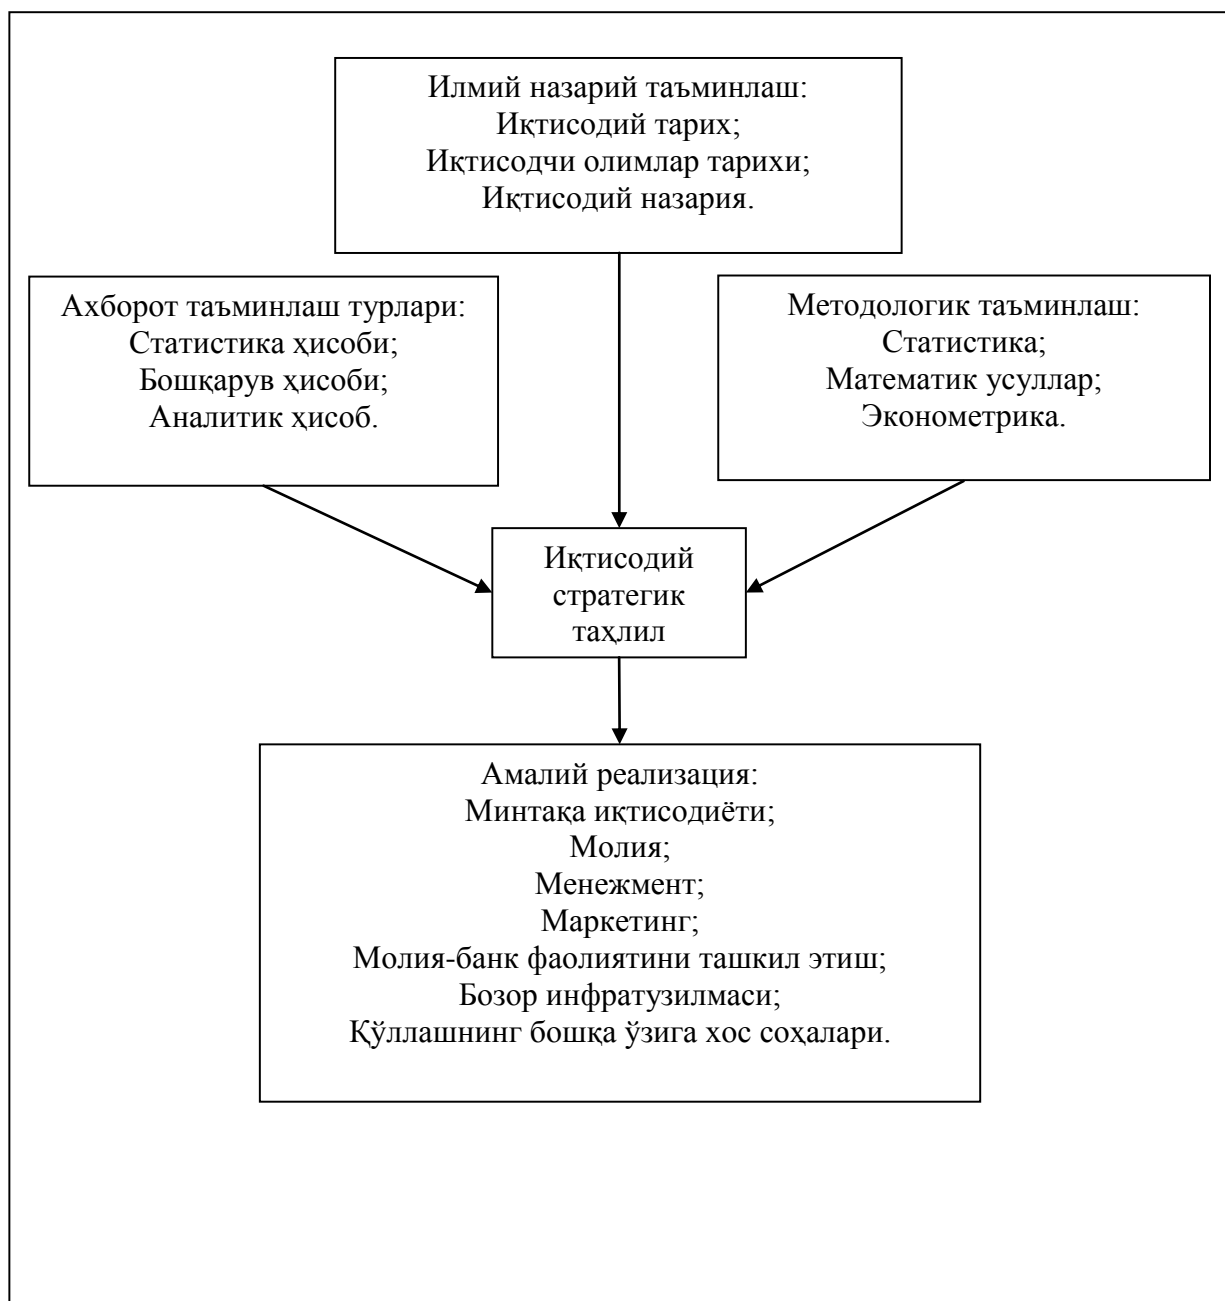 Илмий назарий таъминлаш:
Иқтисодий тарих;
Иқтисодчи олимлар тарихи;
Иқтисодий назария.
Ахборот таъминлаш турлари:
Статистика ҳисоби;
Бошқарув ҳисоби;
Аналитик ҳисоб.
Методологик таъминлаш:
Статистика;
Математик усуллар;
Эконометрика.
Иқтисодий
стратегик
таҳлил
Амалий реализация:
Минтақа иқтисодиёти;
Молия;
Менежмент;
Маркетинг;
Молия-банк фаолиятини ташкил этиш;
Бозор инфратузилмаси;
Қўллашнинг бошқа ўзига хос соҳалари.